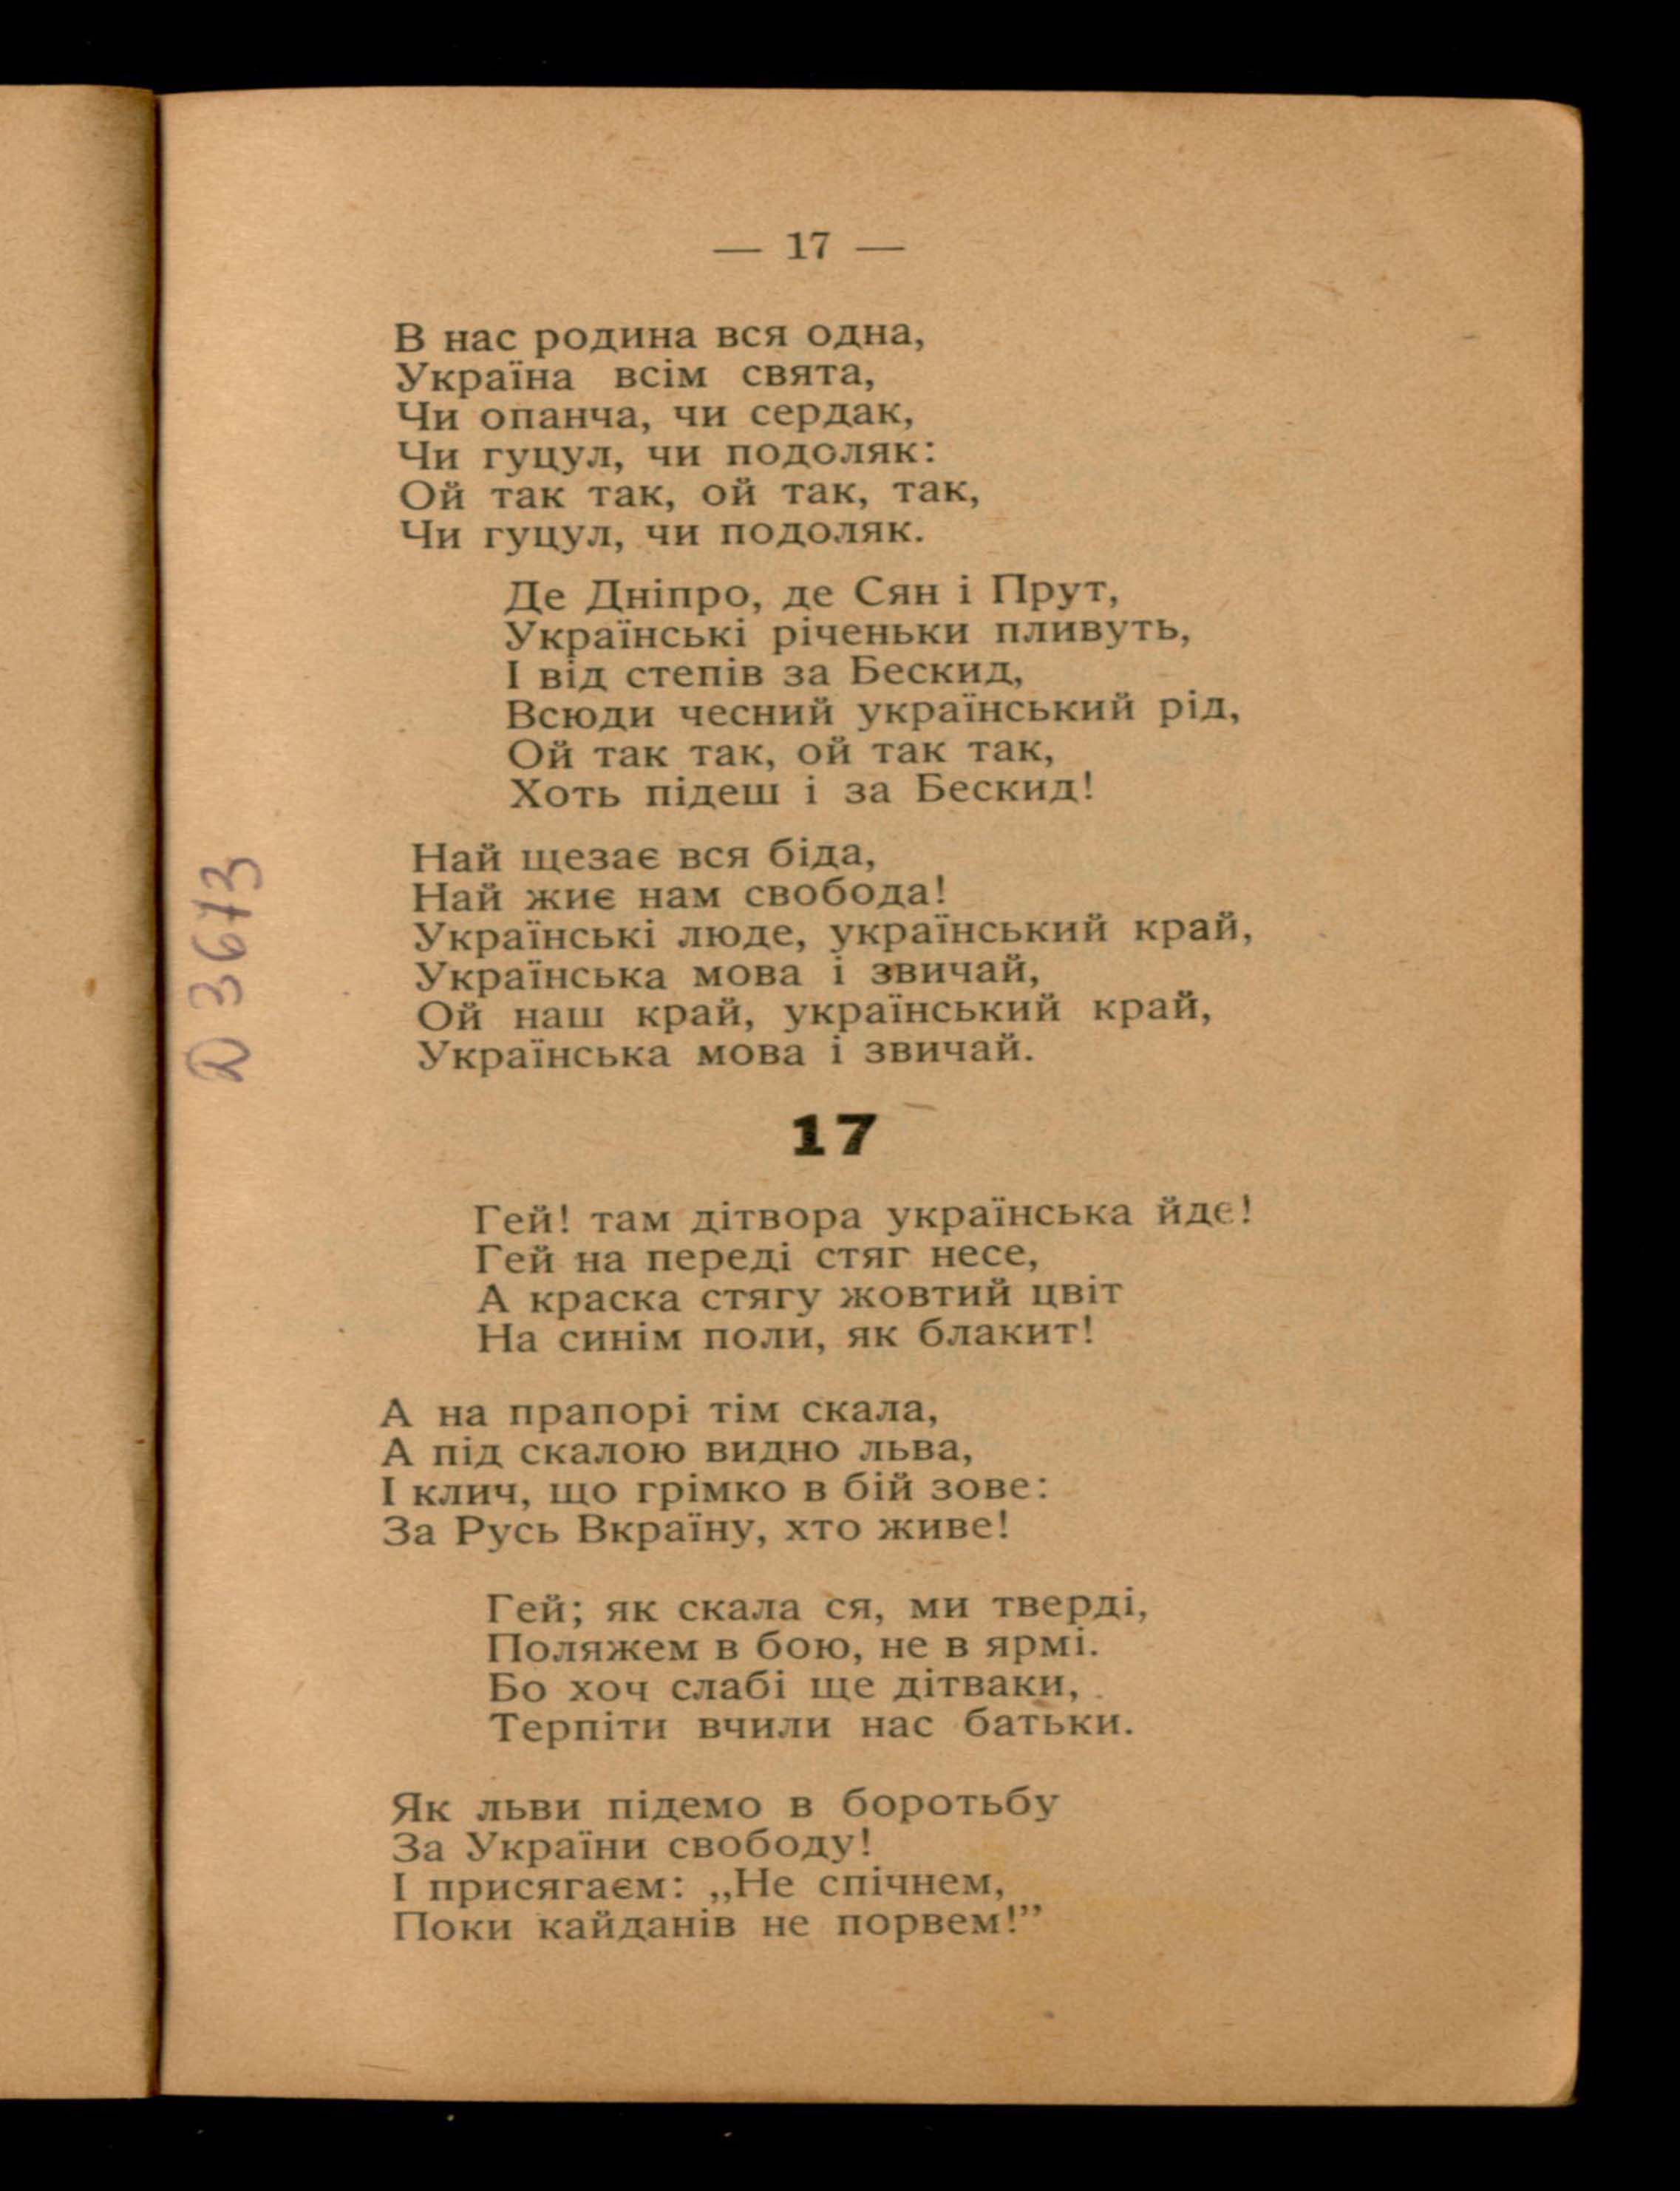 — 17 —
В нас родина вся одна,
Україна всім свята,
Чи опанча, чи сердак,
Чи гуцул, чи подоляк:
Ой так так, ой так, так,
Чи гуцул, чи подоляк.
Де Дніпро, де Сян і Прут,
Українські річеньки пливуть,
І від степів за Бескид,
Всюди чесний український рід,
Ой так так, ой так так,
Хоть підеш і за Бескид!
Най щезає вся біда,
Най жиє нам свобода!
Українські люде, український край,
Українська мова і звичай,
Ой наш край, український край,
Українська мова і звичай.
17
Гей! там дітвора українська йде!
Гей на переді стяг несе,
А краска стягу жовтий цвіт
На синім поли, як блакит!
А на прапорі тім скала,
А під скалою видно льва,
І клич, що грімко в бій зове:
За Русь Вкраїну, хто живе!
Гей; як скала ся, ми тверді,
Поляжем в бою, не в ярмі.
Бо хоч слабі ще дітваки,
Терпіти вчили нас батьки.
Як льви підемо в боротьбу
За України свободу!
І присягаєм: „Не спічнем,
Поки кайданів не порвем!”
3673